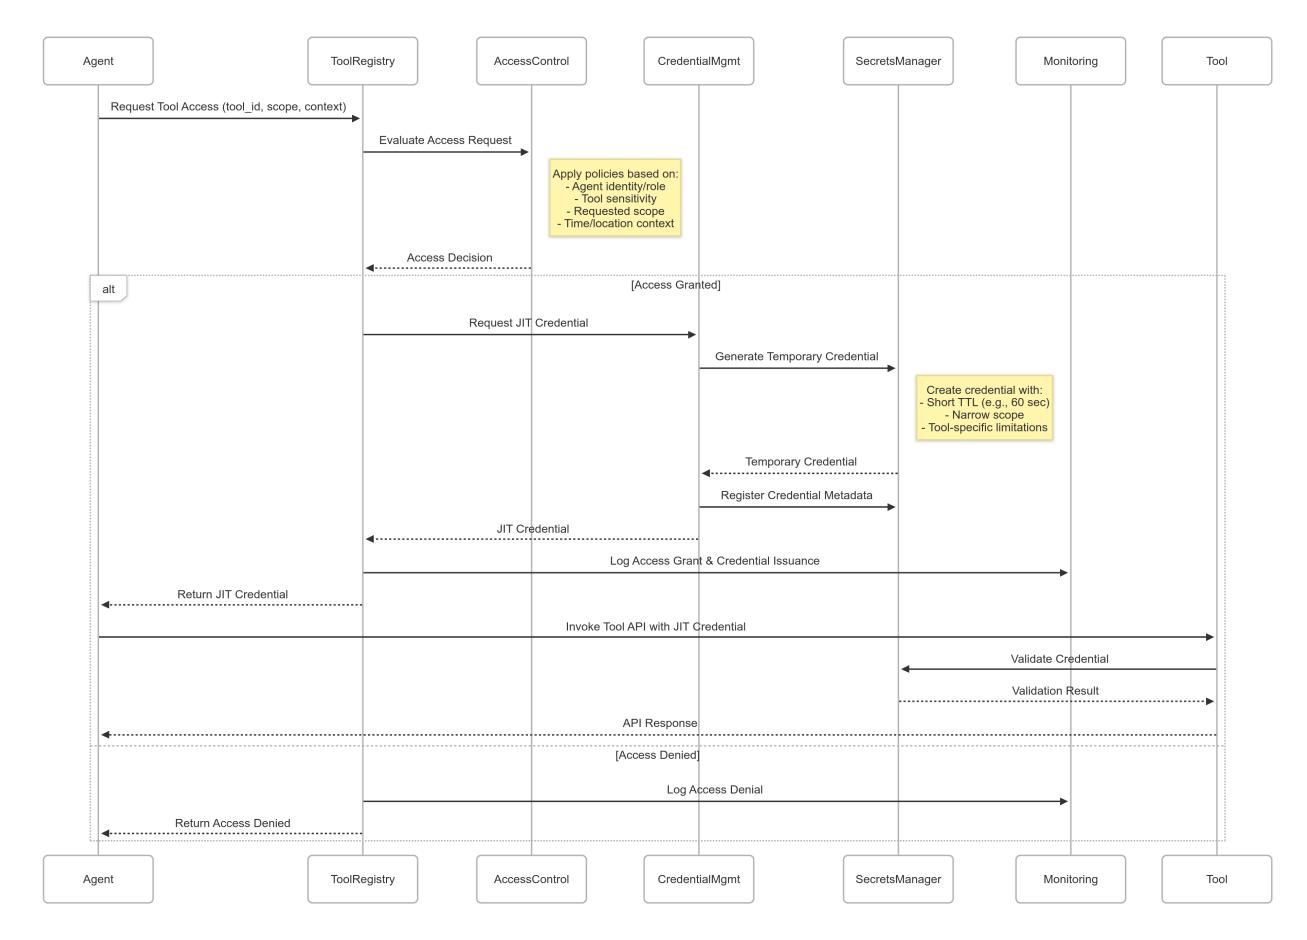 Agent
ToolRegistry
AccessControl
CredentialMgmt
SecretsManager
Monitoring
Tool
Request Tool Access (tool_id, scope, context)
Evaluate Access Request
Apply policies based on:
- Agent identity/role
- Tool sensitivity
- Requested scope
- Time/location context
Access Decision
alt
[Access Granted]
Request JIT Credential
Generate Temporary Credential
Create credential with:
- Short TTL (e.g., 60 sec)
- Narrow scope
- Tool-specific limitations
Temporary Credential
Register Credential Metadata
JIT Credential
Log Access Grant & Credential Issuance
Return JIT Credential
Invoke Tool API with JIT Credential
Validate Credential
Validation Result
API Response
[Access Denied]
Log Access Denial
Return Access Denied
Agent
ToolRegistry
AccessControl
CredentialMgmt
SecretsManager
Monitoring
Tool